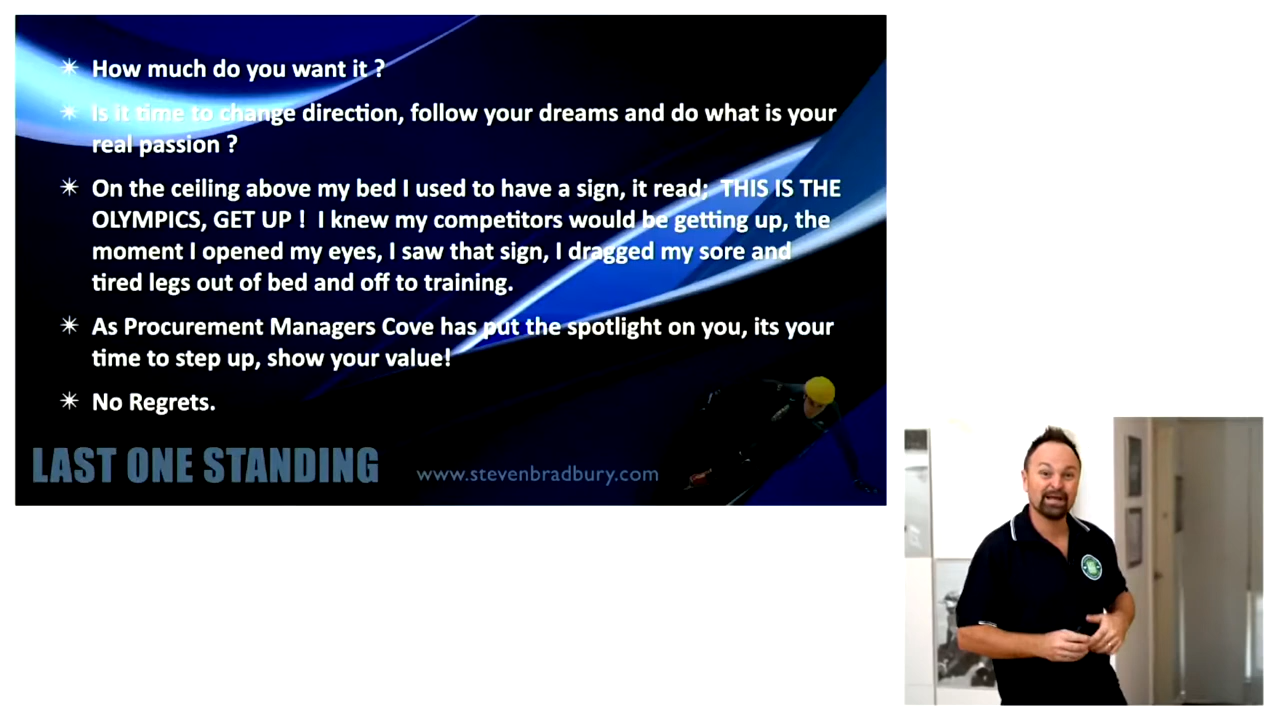 How much do you want it ?
Is it time to change direction, follow your dreams and do what is your
real passion ?
On the ceiling above my bed I used to have a sign, it read;  THIS IS THE
OLYMPICS, GET UP !  I knew my competitors would be getting up, the
moment I opened my eyes, I saw that sign, I dragged my sore and
tired legs out of bed and off to training.
As Procurement Managers Cove has put the spotlight on you, its your
time to step up, show your value!
No Regrets.
LAST ONE STANDING
www.stevenbradbury.com